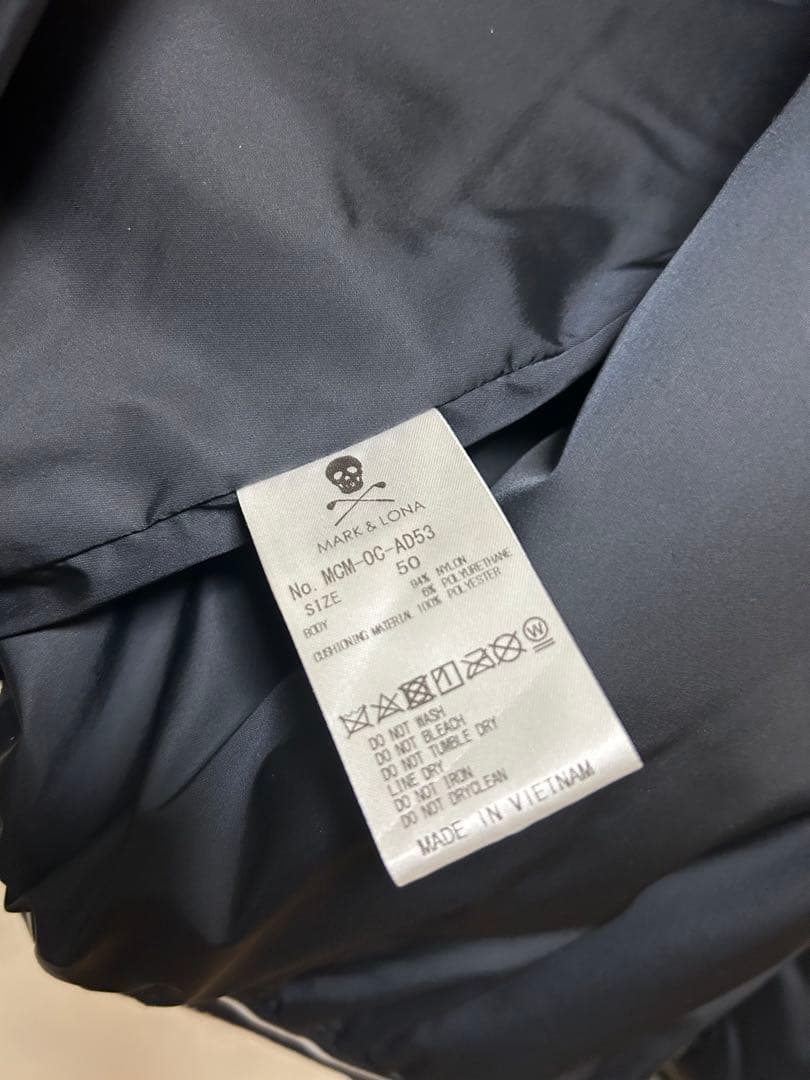 MARK & LONA
No. MCM-0C-AD53
SIZE 50
BODY 94% NYLON
6% POLYURETHANE
CUSHIONING MATERIAL 100% POLYESTER
W
DO NOT WASH
DO NOT BLEACH
DO NOT TUMBLE DRY
LINE DRY
DO NOT IRON
DO NOT DRYCLEAN
MADE IN VIETNAM